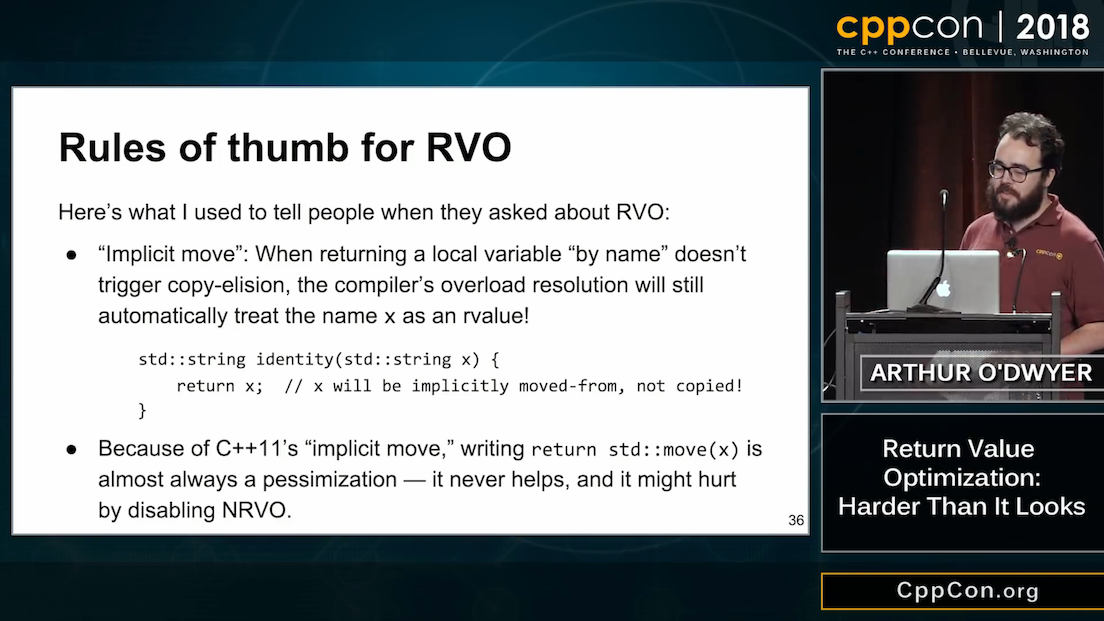 cppcon | 2018
THE C++ CONFERENCE • BELLEVUE, WASHINGTON
Rules of thumb for RVO
Here’s what I used to tell people when they asked about RVO:
● “Implicit move”: When returning a local variable “by name” doesn’t
trigger copy-elision, the compiler’s overload resolution will still
automatically treat the name x as an rvalue!
std::string identity(std::string x) {
    return x;  // x will be implicitly moved-from, not copied!
}
● Because of C++11’s “implicit move,” writing return std::move(x) is
almost always a pessimization — it never helps, and it might hurt
by disabling NRVO.
36
cppcon
ARTHUR O'DWYER
Return Value
Optimization:
Harder Than It Looks
CppCon.org